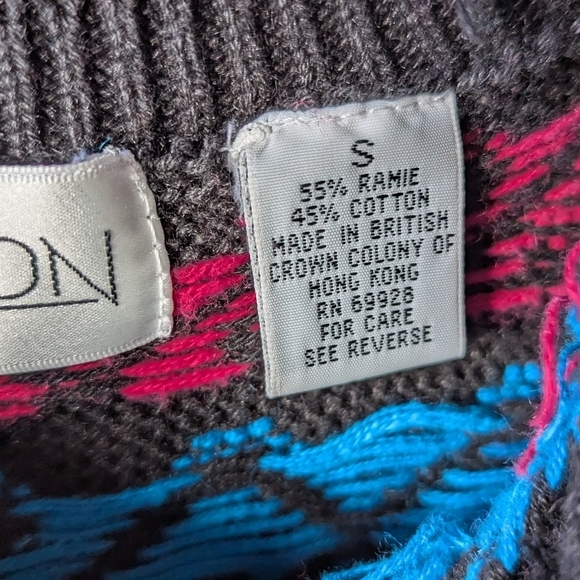 ON
S
55% RAMIE
45% COTTON
MADE IN BRITISH
CROWN COLONY OF
HONG KONG
RN 69928
FOR CARE
SEE REVERSE